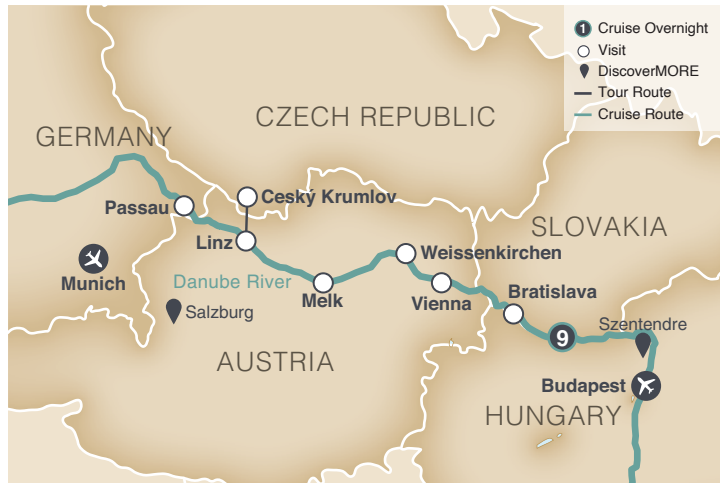 1 Cruise Overnight
Visit
DiscoverMORE
Tour Route
Cruise Route
CZECH REPUBLIC
GERMANY
Ceský Krumlov
Passau
SLOVAKIA
Linz
Weissenkirchen
Munich
Danube River
Melk
Vienna
Bratislava
Salzburg
Szentendre
9
AUSTRIA
Budapest
HUNGARY